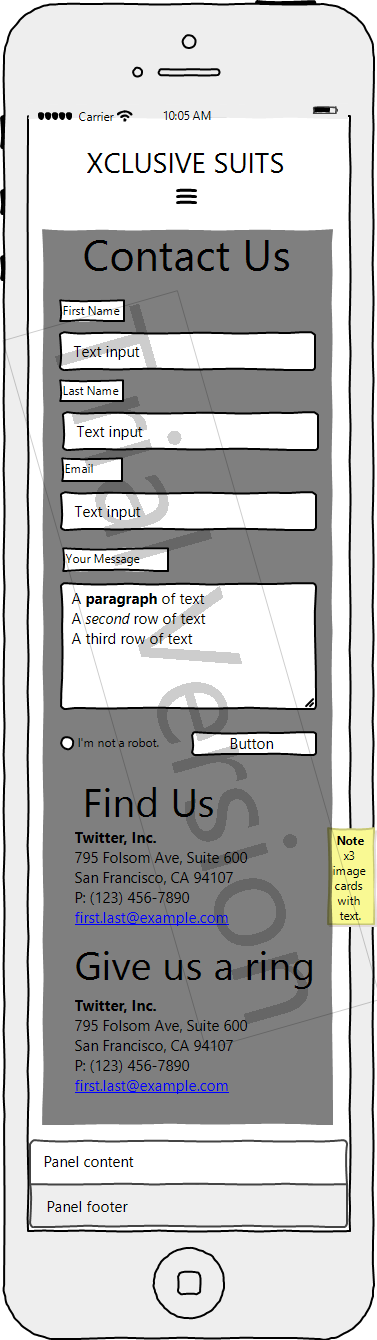 Carrier 10:05 AM
XCLUSIVE SUITS
Contact Us
First Name
Text input
Last Name
Text input
Email
Text input
Your Message
A paragraph of text
A second row of text
A third row of text
I'm not a robot.
Button
Find Us
Twitter, Inc.
795 Folsom Ave, Suite 600
San Francisco, CA 94107
P: (123) 456-7890
first.last@example.com
Note
x3
image
cards
with
text.
Give us a ring
Twitter, Inc.
795 Folsom Ave, Suite 600
San Francisco, CA 94107
P: (123) 456-7890
first.last@example.com
Panel content
Panel footer
Trial Version